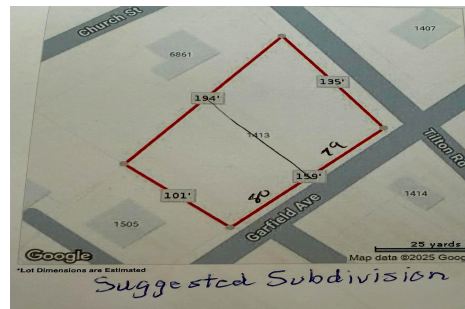 Church St
1407
6861
135'
194'
1413
79
Tilton Rd
159'
101'
80
1414
Garfield Ave
1505
25 yards
Google
Map data ©2025 Goog
*Lot Dimensions are Estimated
Suggested Subdivision